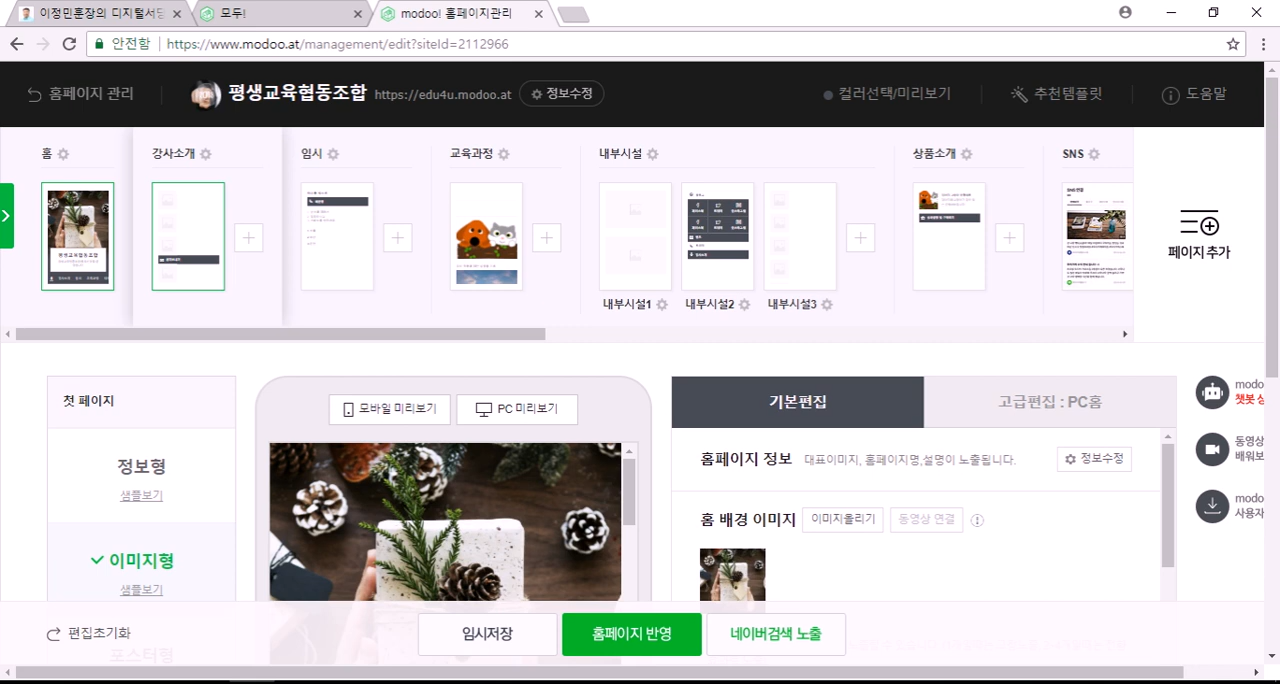 이정민훈장의 디지털서당
모두!
modoo! 홈페이지관리
안전함 https://www.modoo.at/management/edit?siteId=2112966
홈페이지 관리 평생교육협동조합 https://edu4u.modoo.at 정보수정 컬러선택/미리보기 추천템플릿 도움말
홈 강사소개 임시 교육과정 내부시설 상품소개 SNS
페이지추가
내부시설1 내부시설2 내부시설3
첫 페이지
정보형
샘플보기
이미지형
샘플보기
포스터형
모바일 미리보기 PC 미리보기
기본편집 고급편집 : PC홈
홈페이지 정보 대표이미지, 홈페이지명,설명이 노출됩니다. 정보수정
홈 배경 이미지 이미지올리기 동영상 연결
modo
챗봇 상
동영상
배워보
modo
사용자
편집초기화 임시저장 홈페이지 반영 네이버검색 노출